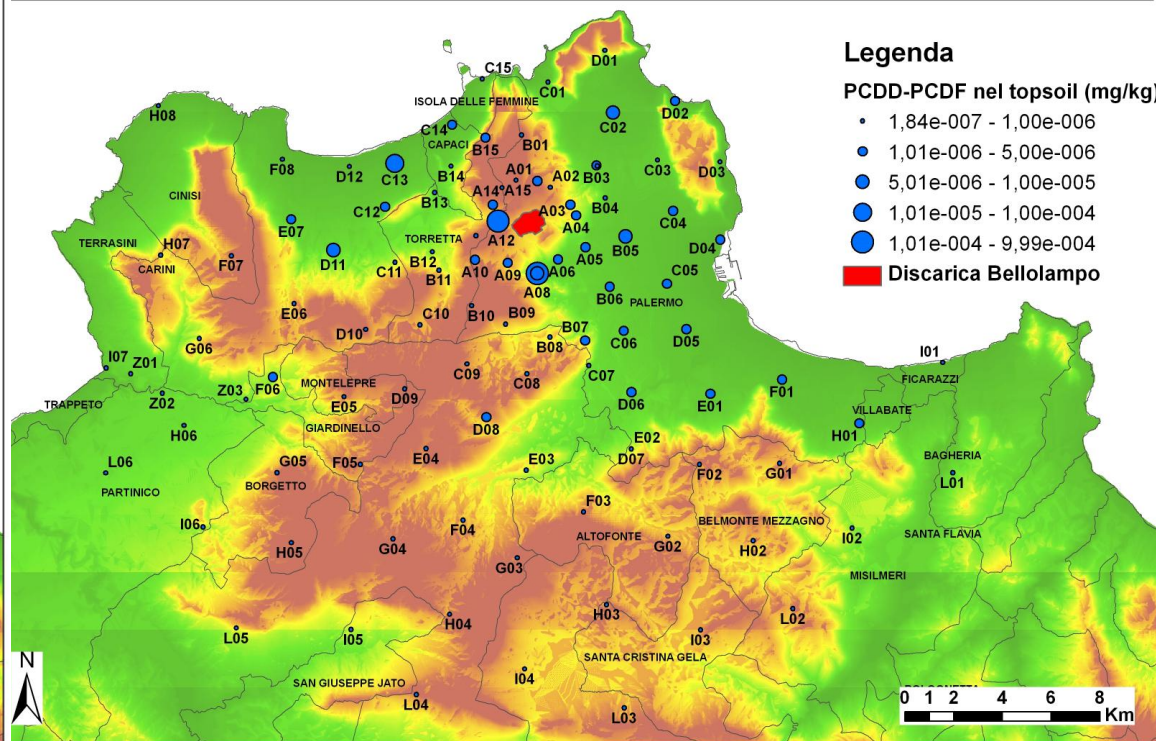 Legenda
PCDD-PCDF nel topsoil (mg/kg)
1,84e-007 - 1,00e-006
1,01e-006 - 5,00e-006
5,01e-006 - 1,00e-005
1,01e-005 - 1,00e-004
1,01e-004 - 9,99e-004
Discarica Bellolampo
D01
C15
C01
ISOLA DELLE FEMMINE
H08
C02
D02
C14
CAPACI
B15
B01
F08
D12
C13
B14
A01
A02
B03
C03
D03
CINISI
A14
A15
B13
C12
A03
A04
B04
C04
E07
A12
TERRASINI
H07
CARINI
F07
D11
TORRETTA
B12
B11
C11
A10
A09
A06
A05
B05
D04
A08
C05
B06
PALERMO
E06
D10
C10
B10
B09
G06
B07
B08
C06
D05
I07
Z01
F06
MONTELEPRE
C09
C08
C07
I01
FICARAZZI
TRAPPETO
Z02
Z03
E05
D09
D06
E01
F01
VILLABATE
GIARDINELLO
D08
H01
H06
E04
E02
D07
BAGHERIA
L06
G05
F05
E03
F02
G01
L01
PARTINICO
BORGETTO
I06
F04
F03
BELMONTE MEZZAGNO
ALTOFONTE
I02
SANTA FLAVIA
H05
G04
G03
G02
H02
MISILMERI
H04
H03
L02
L05
I05
I03
SANTA CRISTINA GELA
I04
SAN GIUSEPPE JATO
L04
L03
N
0 1 2 4 6 8
Km